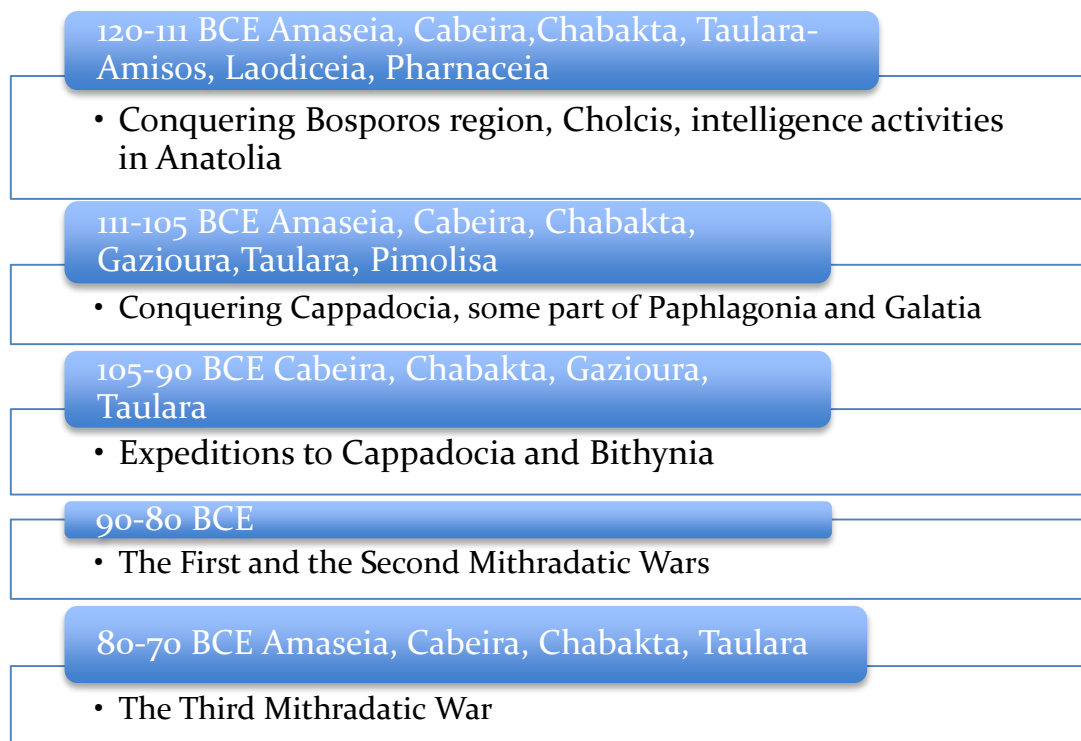 120-111 BCE Amaseia, Cabeira,Chabakta, Taulara-
Amisos, Laodiceia, Pharnaceia
• Conquering Bosporos region, Cholcis, intelligence activities
in Anatolia
111-105 BCE Amaseia, Cabeira, Chabakta,
Gazioura,Taulara, Pimolisa
• Conquering Cappadocia, some part of Paphlagonia and Galatia
105-90 BCE Cabeira, Chabakta, Gazioura,
Taulara
• Expeditions to Cappadocia and Bithynia
90-80 BCE
• The First and the Second Mithradatic Wars
80-70 BCE Amaseia, Cabeira, Chabakta, Taulara
• The Third Mithradatic War